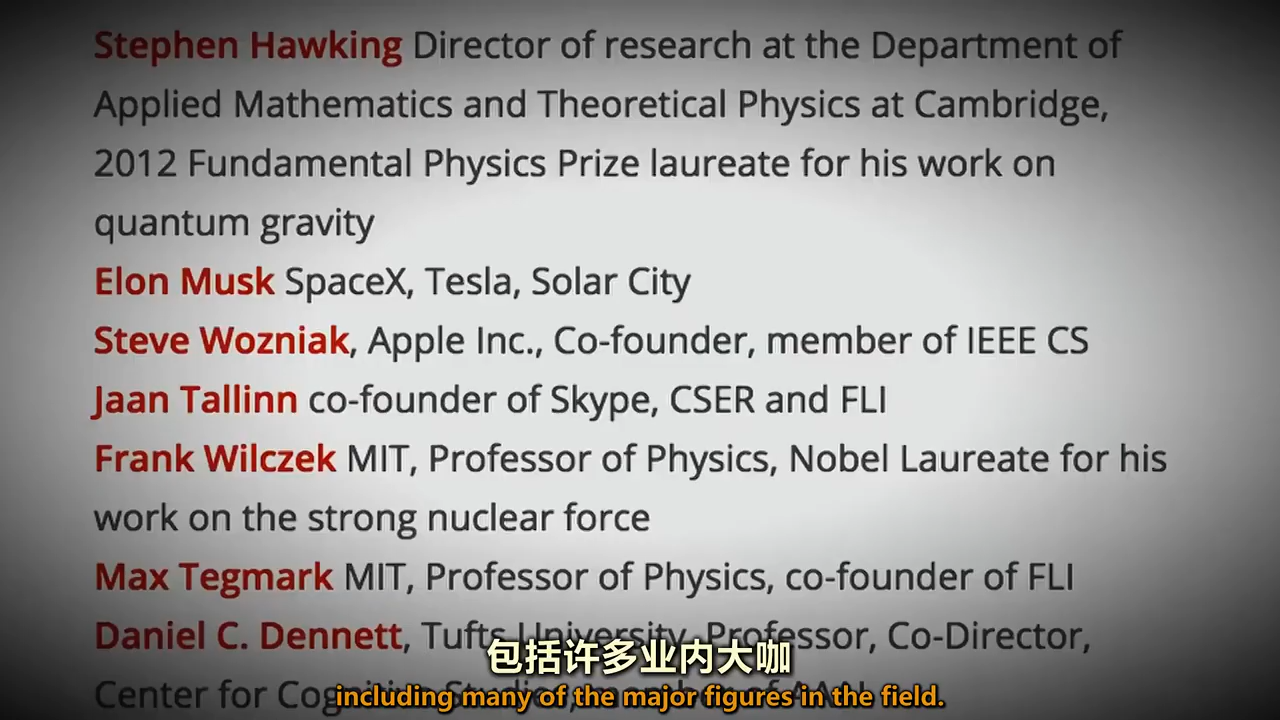 Stephen Hawking Director of research at the Department of
Applied Mathematics and Theoretical Physics at Cambridge,
2012 Fundamental Physics Prize laureate for his work on
quantum gravity
Elon Musk SpaceX, Tesla, Solar City
Steve Wozniak, Apple Inc., Co-founder, member of IEEE CS
Jaan Tallinn co-founder of Skype, CSER and FLI
Frank Wilczek MIT, Professor of Physics, Nobel Laureate for his
work on the strong nuclear force
Max Tegmark MIT, Professor of Physics, co-founder of FLI
Daniel C. Dennett, Tufts University, Professor, Co-Director,
包括许多业内大咖
Center for
including many of the major figures in the field.